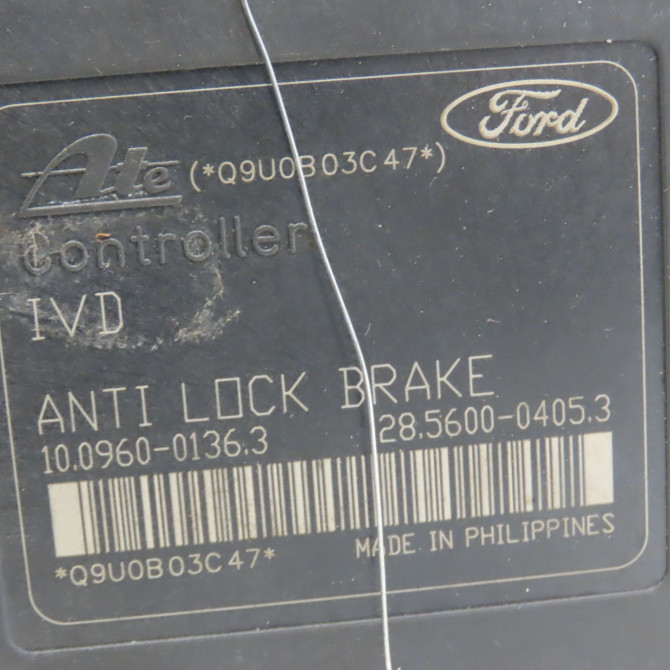 Ford
Ate (*Q9U0B03C47*)
Controller
IVD
ANTI LOCK BRAKE
10.0960-0136.3 28.5600-0405.3
*Q9U0B03C47* MADE IN PHILIPPINES